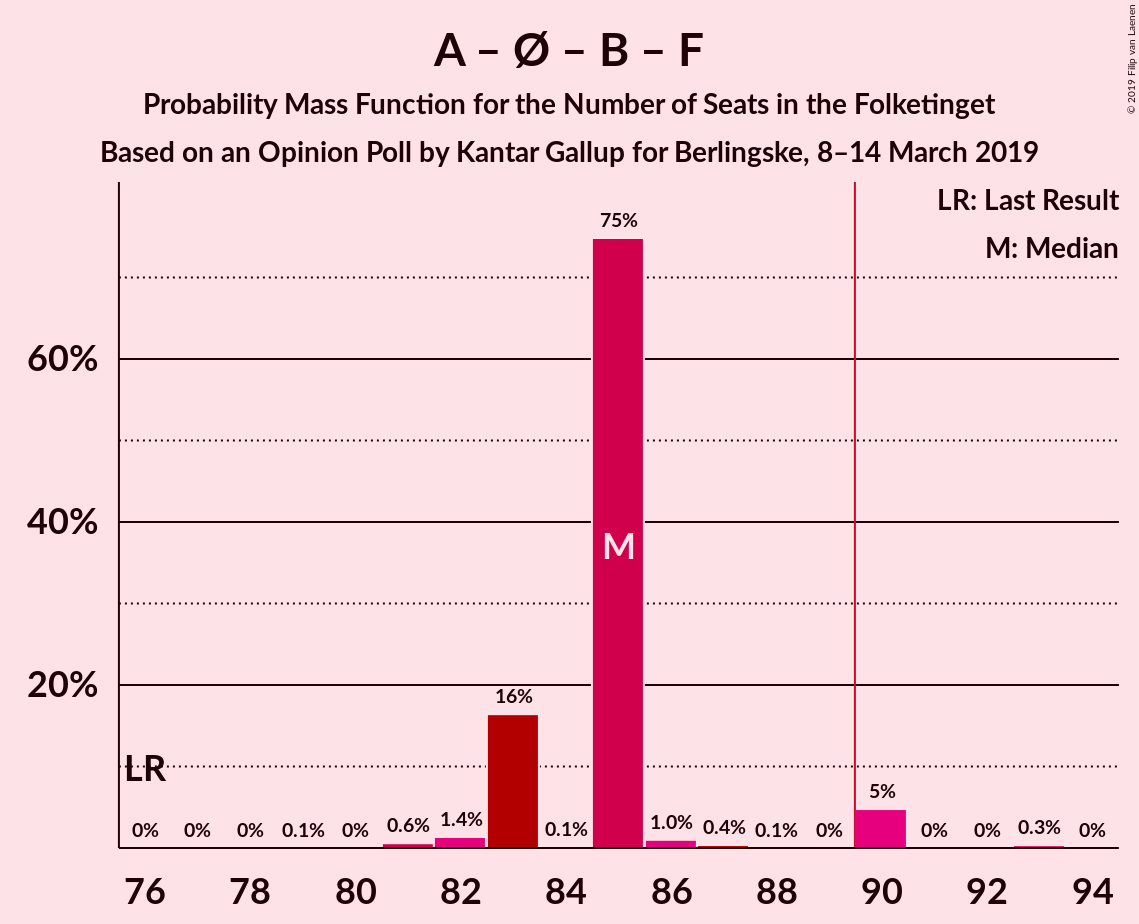 A – Ø – B – F
Probability Mass Function for the Number of Seats in the Folketinget
Based on an Opinion Poll by Kantar Gallup for Berlingske, 8–14 March 2019
© 2019 Filip van Laenen
LR: Last Result
M: Median
75%
60%
M
40%
20%
16%
LR
5%
0% 0% 0% 0.1% 0% 0.6% 1.4% 0.1% 1.0% 0.4% 0.1% 0% 0% 0% 0.3% 0%
76 78 80 82 84 86 88 90 92 94